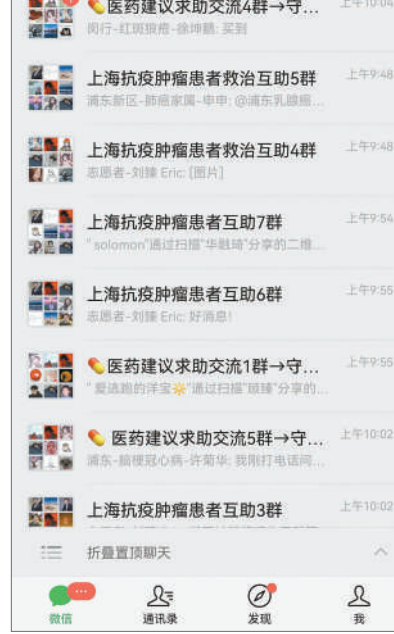 医药建议求助交流4群→守... 上午10:04
闵行-红斑狼疮-徐坤鹏: 买到
上海抗疫肿瘤患者救治互助5群 上午9:48
浦东新区-肺癌家属-申申: @浦东乳腺癌...
上海抗疫肿瘤患者救治互助4群 上午9:48
志愿者-刘臻 Eric: [图片]
上海抗疫肿瘤患者互助7群 上午9:54
"solomon"通过扫描"华融琦"分享的二维...
上海抗疫肿瘤患者互助6群 上午9:55
志愿者-刘臻 Eric: 好消息!
医药建议求助交流1群→守... 上午9:55
"爱逃跑的洋宝"通过扫描"琼臻"分享的...
医药建议求助交流5群→守... 上午10:02
浦东-脑梗冠心病-许菊华: 我刚打电话问...
上海抗疫肿瘤患者互助3群 上午10:02
折叠置顶聊天
微信 通讯录 发现 我